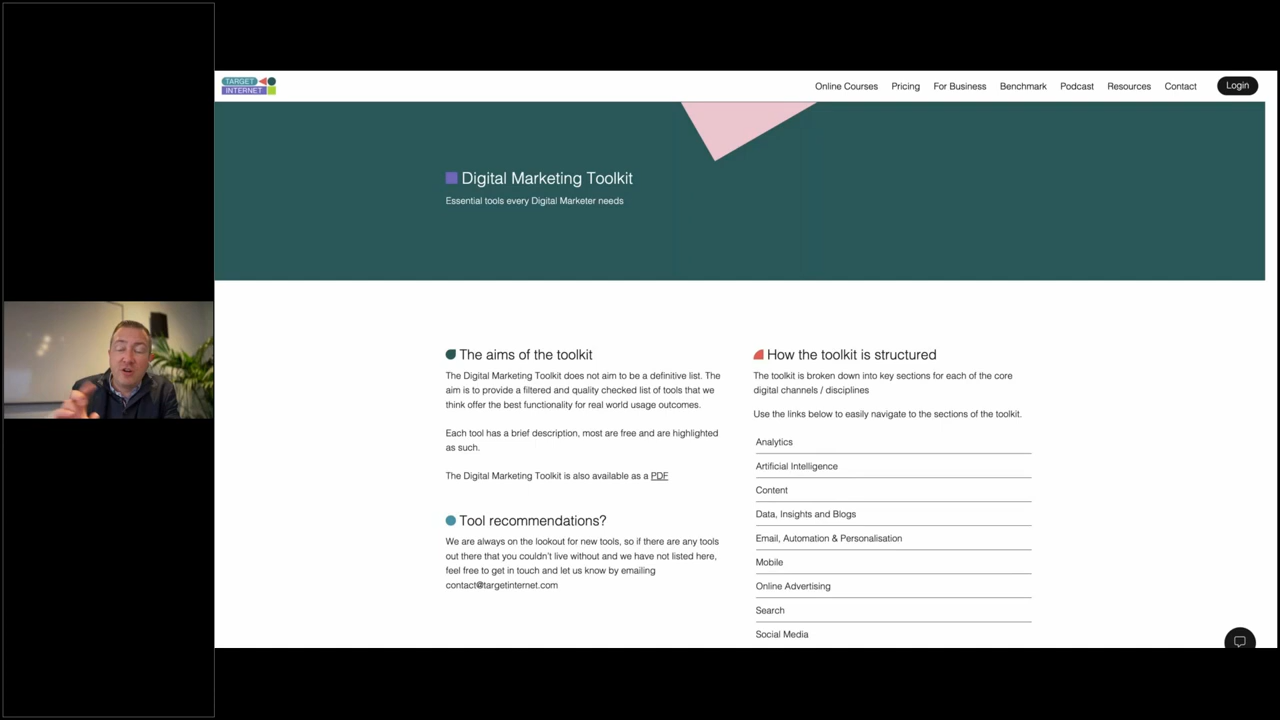 TARGET
INTERNET
Online Courses Pricing For Business Benchmark Podcast Resources Contact Login
Digital Marketing Toolkit
Essential tools every Digital Marketer needs
The aims of the toolkit
The Digital Marketing Toolkit does not aim to be a definitive list. The
aim is to provide a filtered and quality checked list of tools that we
think offer the best functionality for real world usage outcomes.
Each tool has a brief description, most are free and are highlighted
as such.
The Digital Marketing Toolkit is also available as a PDF
Tool recommendations?
We are always on the lookout for new tools, so if there are any tools
out there that you couldn't live without and we have not listed here,
feel free to get in touch and let us know by emailing
contact@targetinternet.com
How the toolkit is structured
The toolkit is broken down into key sections for each of the core
digital channels / disciplines
Use the links below to easily navigate to the sections of the toolkit.
Analytics
Artificial Intelligence
Content
Data, Insights and Blogs
Email, Automation & Personalisation
Mobile
Online Advertising
Search
Social Media